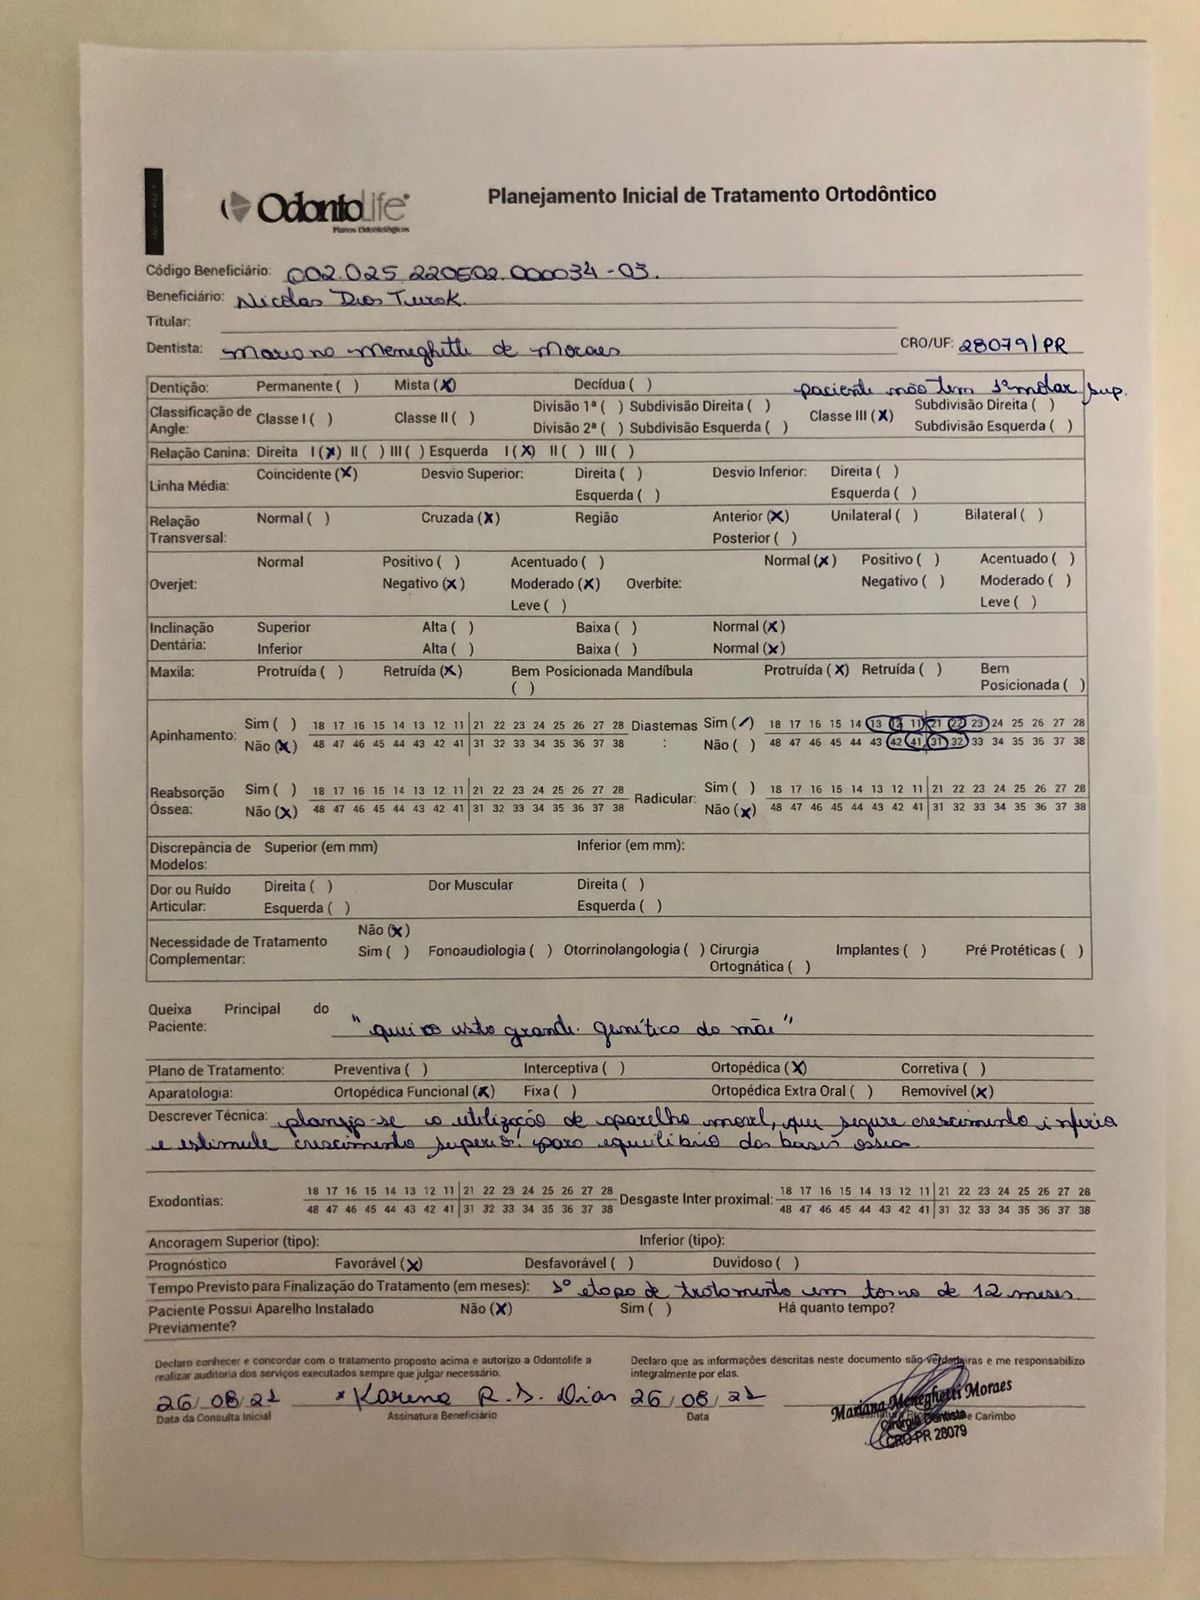 OdontoLife
Planos Odontológicos
Planejamento Inicial de Tratamento Ortodôntico
Código Beneficiário: 002.025.220502.000034-03.
Beneficiário: Nicolas Dias Turok.
Titular:
Dentista: Mariana Meneghetti de Moraes CRO/UF: 28079/PR
Dentição: Permanente ( ) Mista (X) Decídua ( ) paciente não tem 1º molar sup.
Classificação de Angle: Classe I ( ) Classe II ( ) Divisão 1ª ( ) Subdivisão Direita ( ) Classe III (X) Subdivisão Direita ( )
Divisão 2ª ( ) Subdivisão Esquerda ( ) Subdivisão Esquerda ( )
Relação Canina: Direita I (X) II ( ) III ( ) Esquerda I (X) II ( ) III ( )
Linha Média: Coincidente (X) Desvio Superior: Direita ( ) Desvio Inferior: Direita ( )
Esquerda ( ) Esquerda ( )
Relação Transversal: Normal ( ) Cruzada (X) Região Anterior (X) Unilateral ( ) Bilateral ( )
Posterior ( )
Overjet: Normal Positivo ( ) Acentuado ( ) Normal (X) Positivo ( ) Acentuado ( )
Negativo (X) Moderado (X) Overbite: Negativo ( ) Moderado ( )
Leve ( ) Leve ( )
Inclinação Dentária: Superior Alta ( ) Baixa ( ) Normal (X)
Inferior Alta ( ) Baixa ( ) Normal (X)
Maxila: Protruída ( ) Retruída (X) Bem Posicionada ( ) Mandíbula Protruída (X) Retruída ( ) Bem Posicionada ( )
Apinhamento: Sim ( ) 18 17 16 15 14 13 12 11 21 22 23 24 25 26 27 28 Diastemas : Sim (/) 18 17 16 15 14 13 12 11 21 22 23 24 25 26 27 28
Não (X) 48 47 46 45 44 43 42 41 31 32 33 34 35 36 37 38 Não ( ) 48 47 46 45 44 43 42 41 31 32 33 34 35 36 37 38
Reabsorção Óssea: Sim ( ) 18 17 16 15 14 13 12 11 21 22 23 24 25 26 27 28 Radicular: Sim ( ) 18 17 16 15 14 13 12 11 21 22 23 24 25 26 27 28
Não (X) 48 47 46 45 44 43 42 41 31 32 33 34 35 36 37 38 Não (X) 48 47 46 45 44 43 42 41 31 32 33 34 35 36 37 38
Discrepância de Modelos: Superior (em mm) Inferior (em mm):
Dor ou Ruído Articular: Direita ( ) Dor Muscular Direita ( )
Esquerda ( ) Esquerda ( )
Necessidade de Tratamento Complementar: Não (X)
Sim ( ) Fonoaudiologia ( ) Otorrinolangologia ( ) Cirurgia Ortognática ( ) Implantes ( ) Pré Protéticas ( )
Queixa Principal do Paciente: "queixo usto grande. genético da mãe"
Plano de Tratamento: Preventiva ( ) Interceptiva ( ) Ortopédica (X) Corretiva ( )
Aparatologia: Ortopédica Funcional (X) Fixa ( ) Ortopédica Extra Oral ( ) Removível (X)
Descrever Técnica: planeja-se a utilização de aparelho movel, que segure crescimento inferio
e estimule crescimento superior para equilibrio das bases osseas.
Exodontias: 18 17 16 15 14 13 12 11 21 22 23 24 25 26 27 28 Desgaste Inter proximal: 18 17 16 15 14 13 12 11 21 22 23 24 25 26 27 28
48 47 46 45 44 43 42 41 31 32 33 34 35 36 37 38 48 47 46 45 44 43 42 41 31 32 33 34 35 36 37 38
Ancoragem Superior (tipo): Inferior (tipo):
Prognóstico Favorável (X) Desfavorável ( ) Duvidoso ( )
Tempo Previsto para Finalização do Tratamento (em meses): 1º etapa de tratamento em torno de 12 meses.
Paciente Possui Aparelho Instalado Previamente? Não (X) Sim ( ) Há quanto tempo?
Declaro conhecer e concordar com o tratamento proposto acima e autorizo a Odontolife a
realizar auditoria dos serviços executados sempre que julgar necessário.
Declaro que as informações descritas neste documento são verdadeiras e me responsabilizo
integralmente por elas.
26/08/21 * Karena R. S. Dias 26/08/21
Data da Consulta Inicial Assinatura Beneficiário Data e Carimbo
Mariana Meneghetti Moraes
Cirurgiã Dentista
CRO-PR 28079